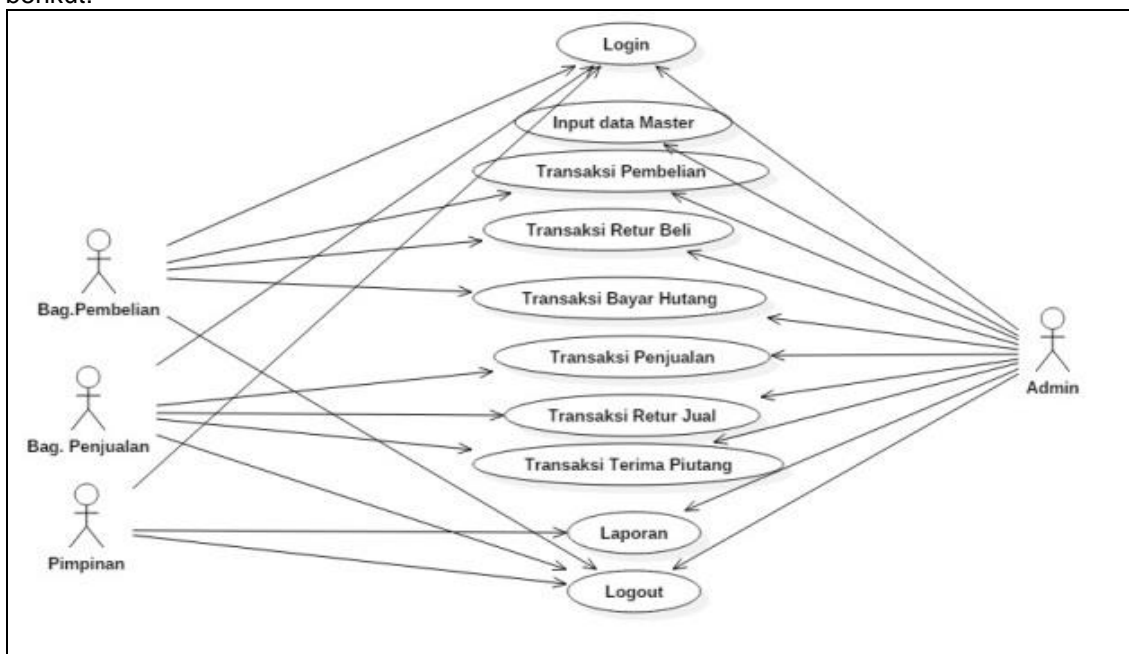 Login
Input data Master
Transaksi Pembelian
Transaksi Retur Beli
Bag.Pembelian
Transaksi Bayar Hutang
Transaksi Penjualan
Admin
Transaksi Retur Jual
Bag. Penjualan
Transaksi Terima Piutang
Laporan
Pimpinan
Logout